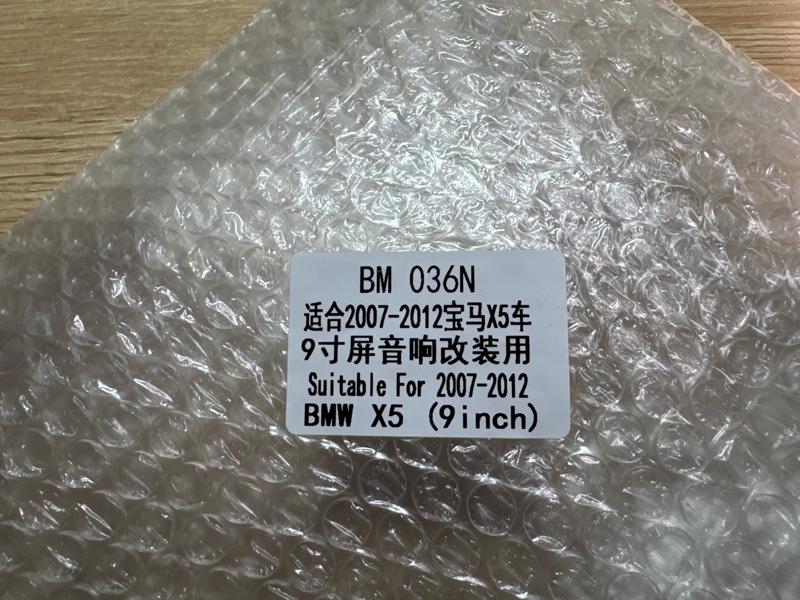 BM 036N
适合2007-2012宝马X5车
9寸屏音响改装用
Suitable For 2007-2012
BMW X5 (9inch)